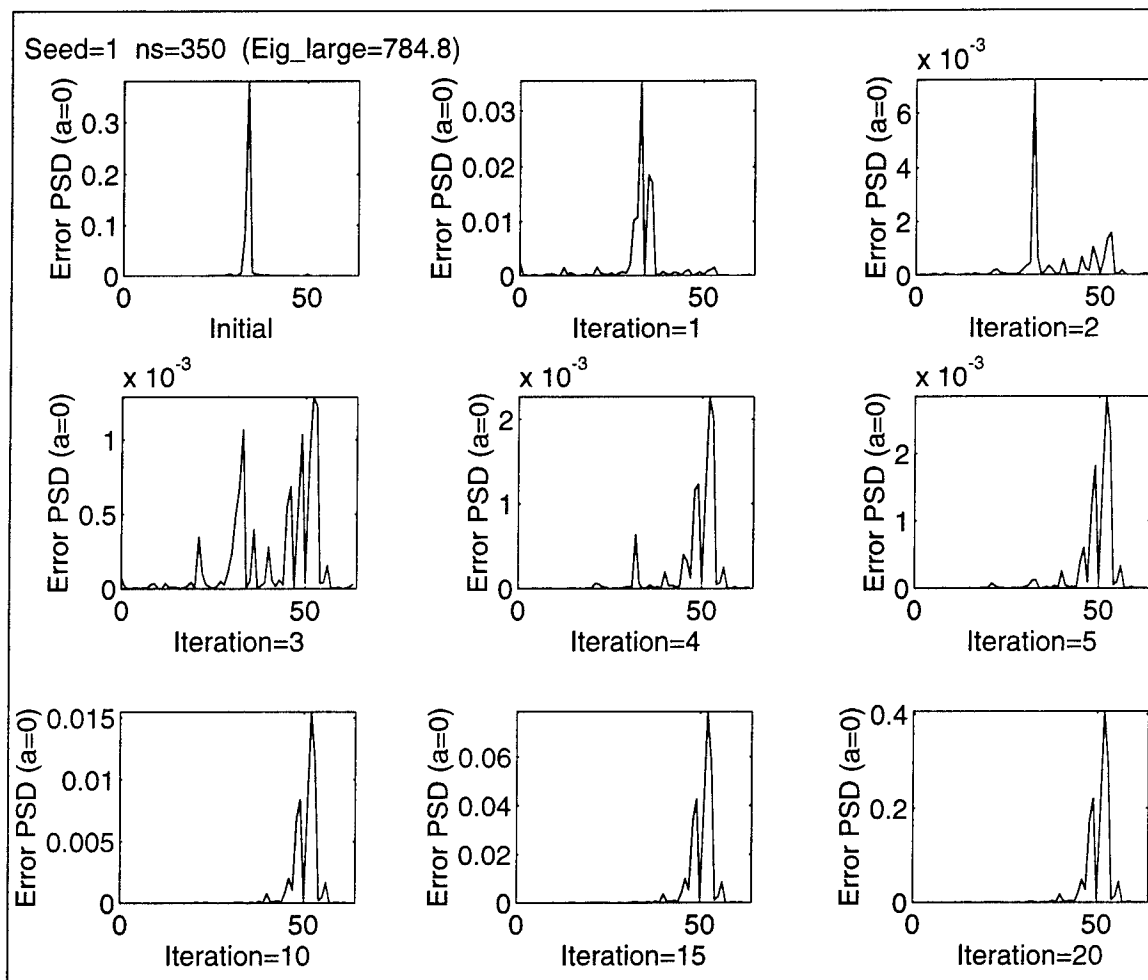 Seed=1 ns=350 (Eig_large=784.8)
Error PSD (a=0)
0.3
0.2
0.1
0
0 50
Initial
Error PSD (a=0)
0.03
0.02
0.01
0
0 50
Iteration=1
x 10^-3
Error PSD (a=0)
6
4
2
0
0 50
Iteration=2
x 10^-3
Error PSD (a=0)
1
0.5
0
0 50
Iteration=3
x 10^-3
Error PSD (a=0)
2
1
0
0 50
Iteration=4
Error PSD (a=0)
2
1
0
0 50
Iteration=5
Error PSD (a=0)
0.015
0.01
0.005
0
0 50
Iteration=10
Error PSD (a=0)
0.06
0.04
0.02
0
0 50
Iteration=15
Error PSD (a=0)
0.4
0.2
0
0 50
Iteration=20